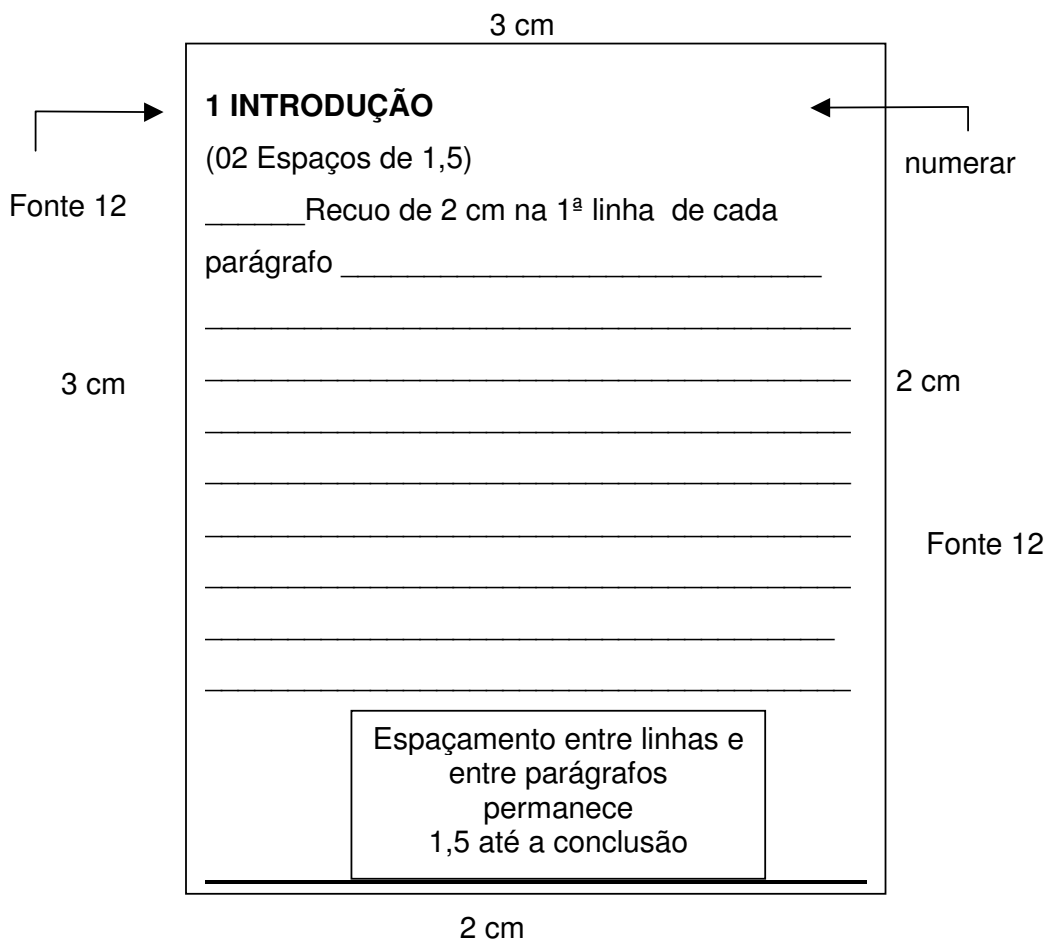 3 cm
1 INTRODUÇÃO
(02 Espaços de 1,5)
numerar
Fonte 12
______Recuo de 2 cm na 1ª linha de cada
parágrafo _____________________________
3 cm
2 cm
Fonte 12
Espaçamento entre linhas e
entre parágrafos
permanece
1,5 até a conclusão
2 cm